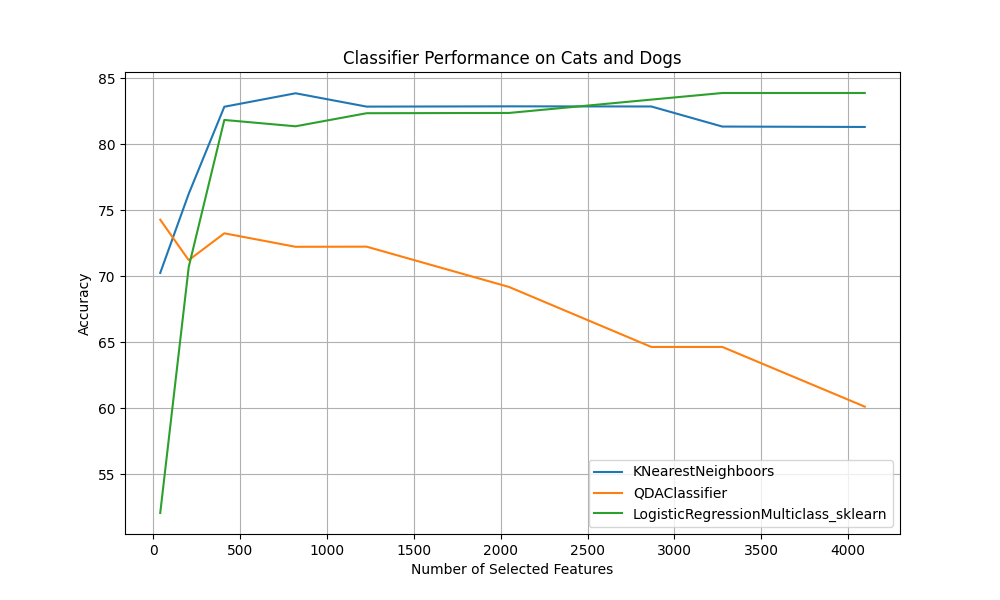 Classifier Performance on Cats and Dogs
Accuracy
85
80
75
70
65
60
55
KNearestNeighboors
QDAClassifier
LogisticRegressionMulticlass_sklearn
0 500 1000 1500 2000 2500 3000 3500 4000
Number of Selected Features